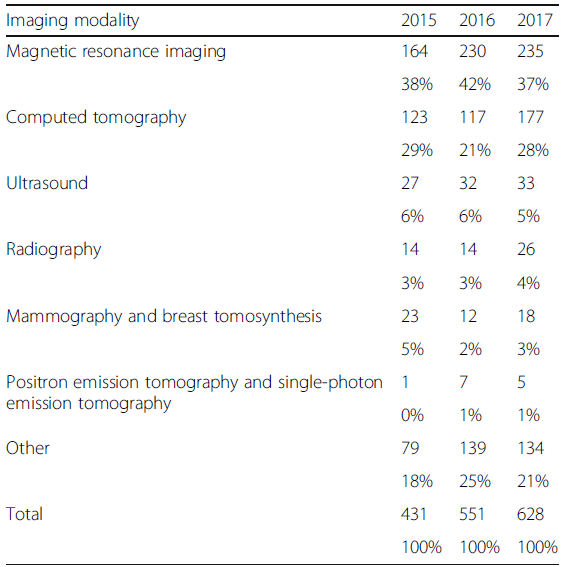 Imaging modality 2015 2016 2017
Magnetic resonance imaging 164 230 235
38% 42% 37%
Computed tomography 123 117 177
29% 21% 28%
Ultrasound 27 32 33
6% 6% 5%
Radiography 14 14 26
3% 3% 4%
Mammography and breast tomosynthesis 23 12 18
5% 2% 3%
Positron emission tomography and single-photon 1 7 5
emission tomography
0% 1% 1%
Other 79 139 134
18% 25% 21%
Total 431 551 628
100% 100% 100%